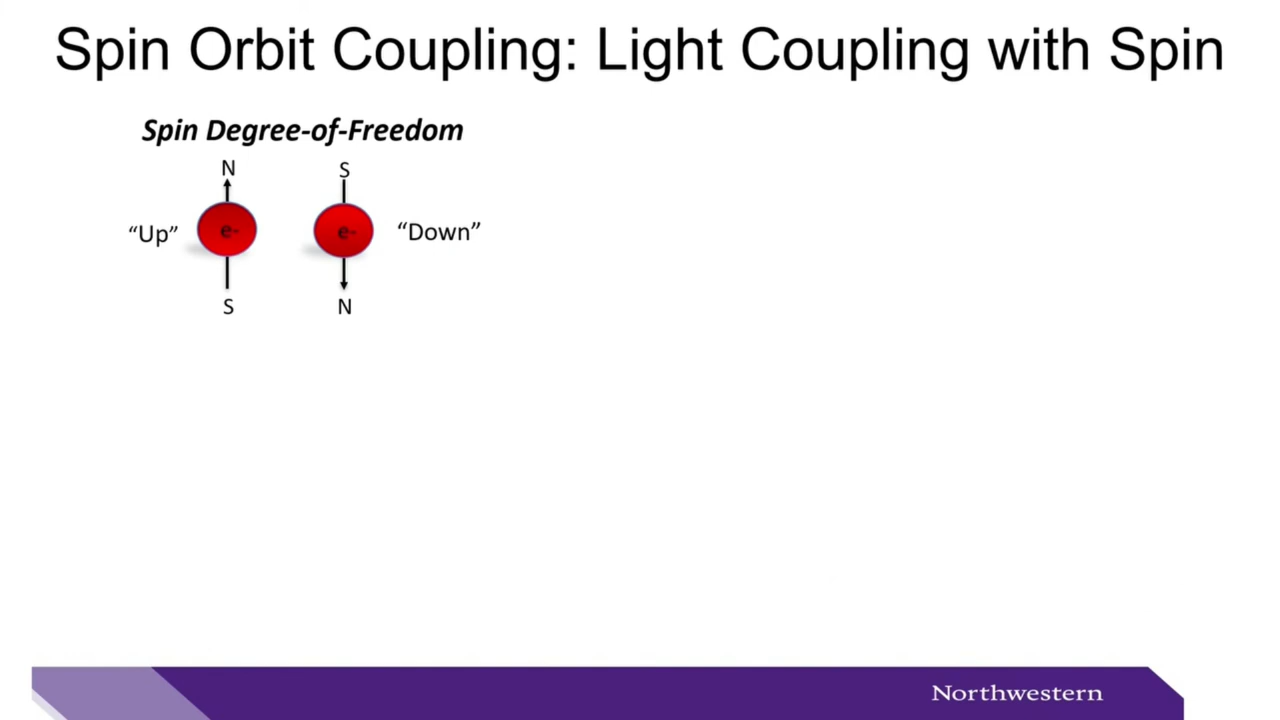 Spin Orbit Coupling: Light Coupling with Spin
Spin Degree-of-Freedom
N S
“Up” e- e- “Down”
S N
Northwestern